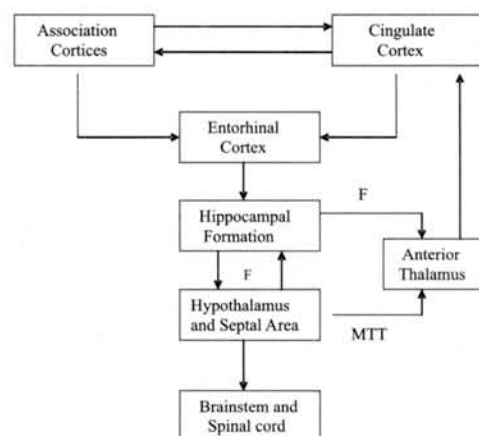 Association
Cortices
Cingulate
Cortex
Entorhinal
Cortex
F
Hippocampal
Formation
Anterior
Thalamus
F
Hypothalamus
and Septal Area
MTT
Brainstem and
Spinal cord